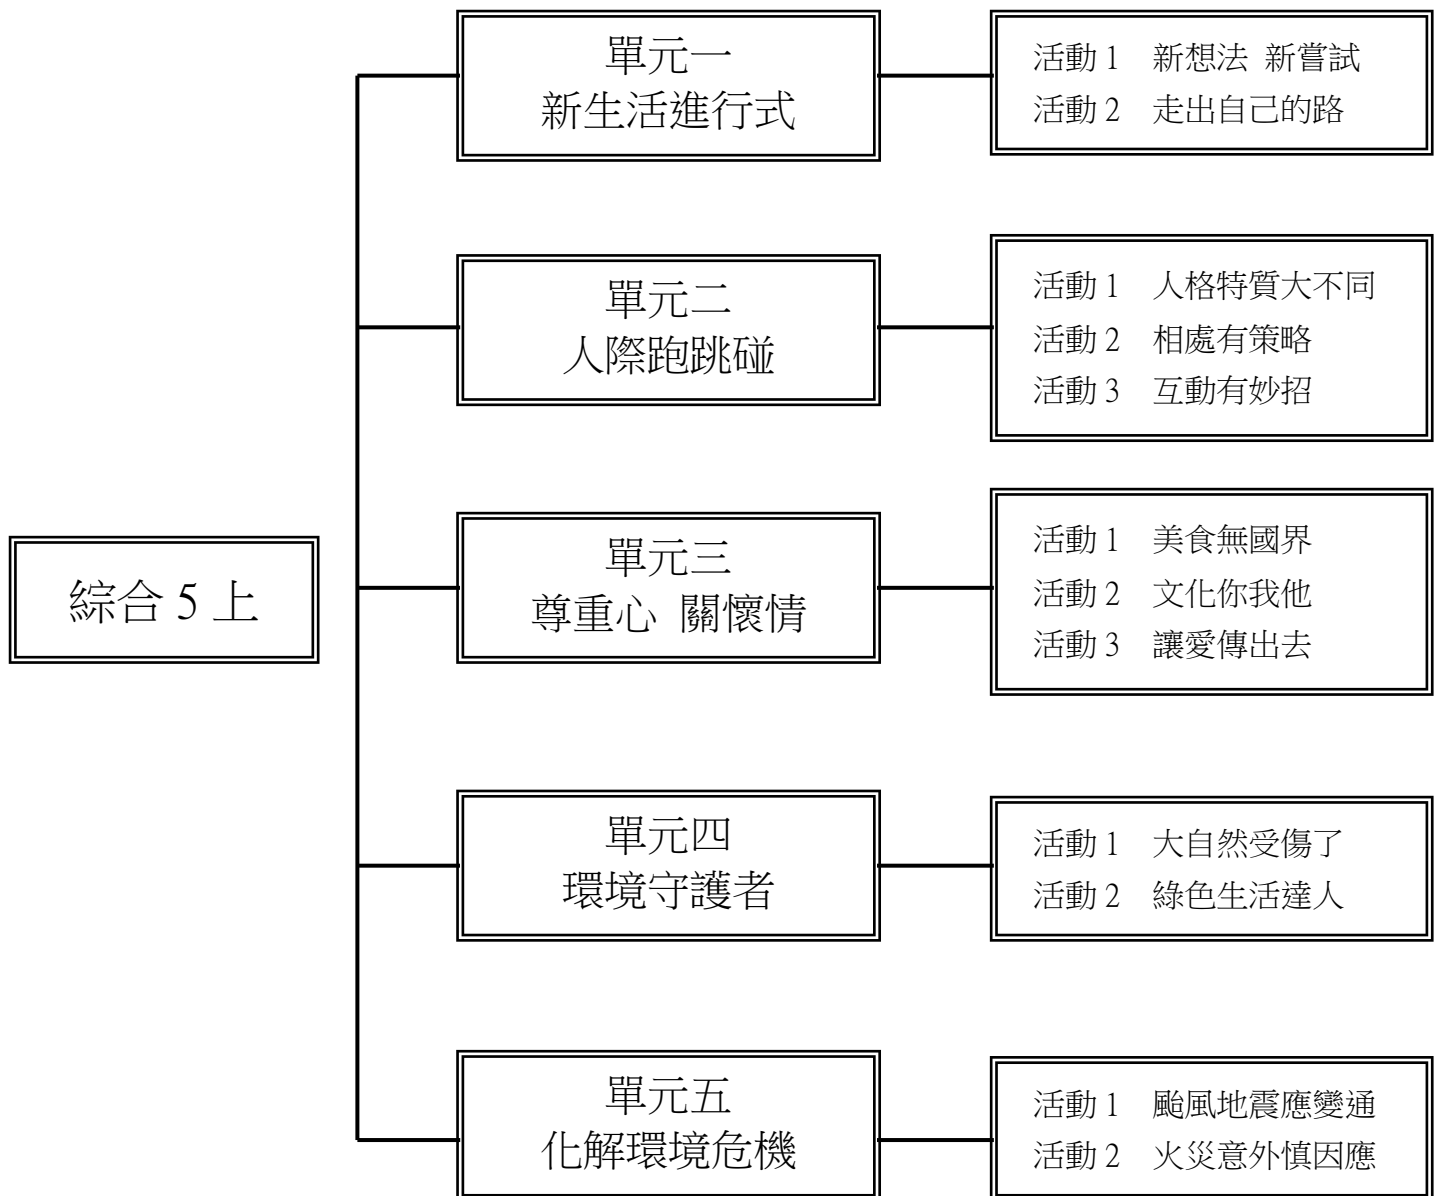 綜合 5 上
單元一
新生活進行式
活動 1 新想法 新嘗試
活動 2 走出自己的路
單元二
人際跑跳碰
活動 1 人格特質大不同
活動 2 相處有策略
活動 3 互動有妙招
單元三
尊重心 關懷情
活動 1 美食無國界
活動 2 文化你我他
活動 3 讓愛傳出去
單元四
環境守護者
活動 1 大自然受傷了
活動 2 綠色生活達人
單元五
化解環境危機
活動 1 颱風地震應變通
活動 2 火災意外慎因應